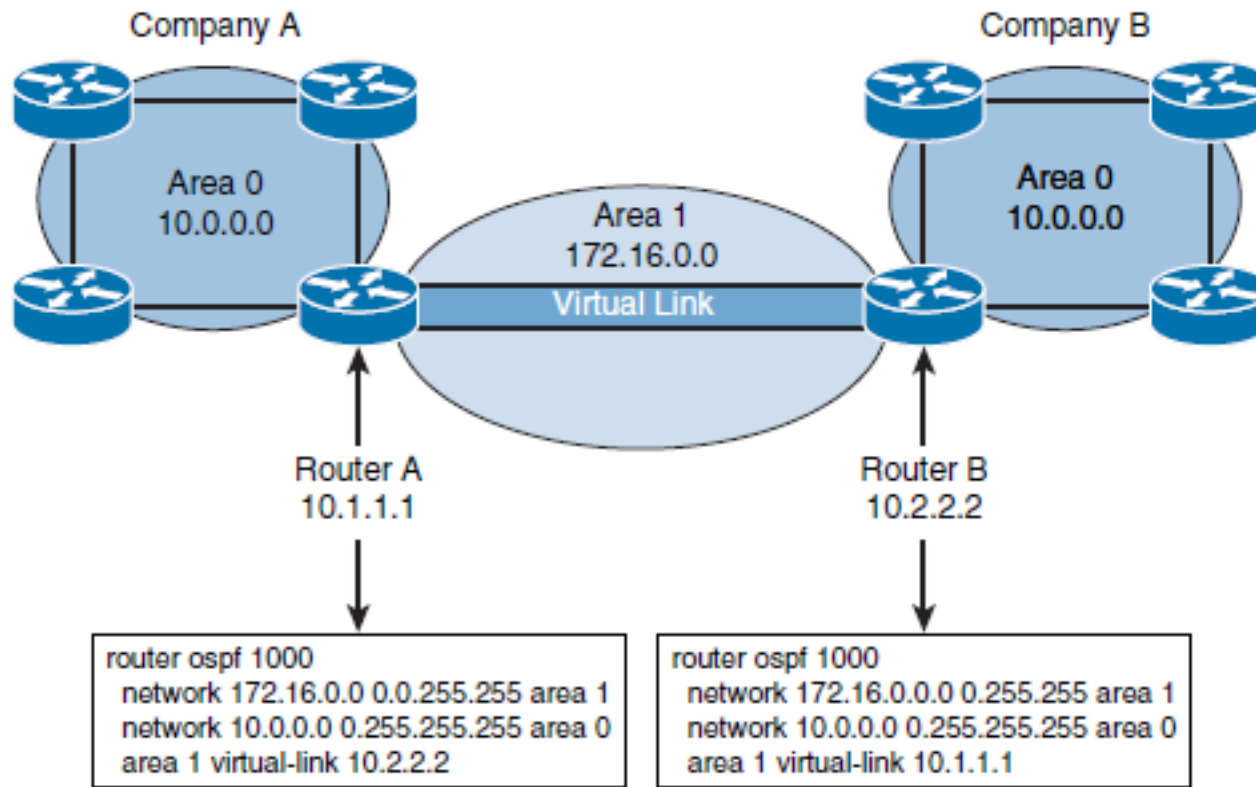 Company A
Company B
Area 0
10.0.0.0
Area 1
172.16.0.0
Area 0
10.0.0.0
Virtual Link
Router A
10.1.1.1
Router B
10.2.2.2
router ospf 1000
network 172.16.0.0 0.0.255.255 area 1
network 10.0.0.0 0.255.255.255 area 0
area 1 virtual-link 10.2.2.2
router ospf 1000
network 172.16.0.0.0 0.255.255 area 1
network 10.0.0.0 0.255.255.255 area 0
area 1 virtual-link 10.1.1.1